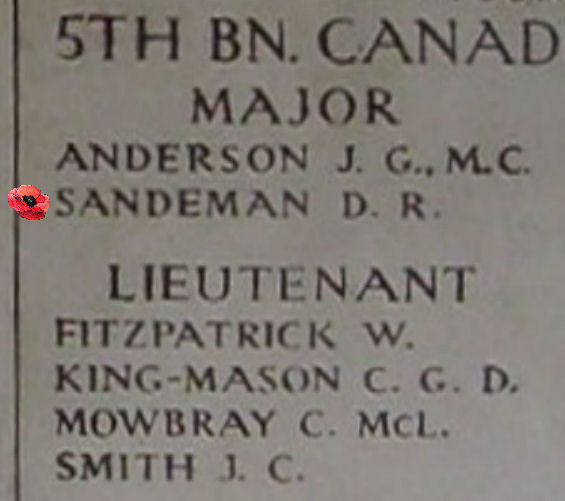 5TH BN. CANAD
MAJOR
ANDERSON J. G., M.C.
SANDEMAN D. R.
LIEUTENANT
FITZPATRICK W.
KING-MASON C. G. D.
MOWBRAY C. McL.
SMITH J. C.